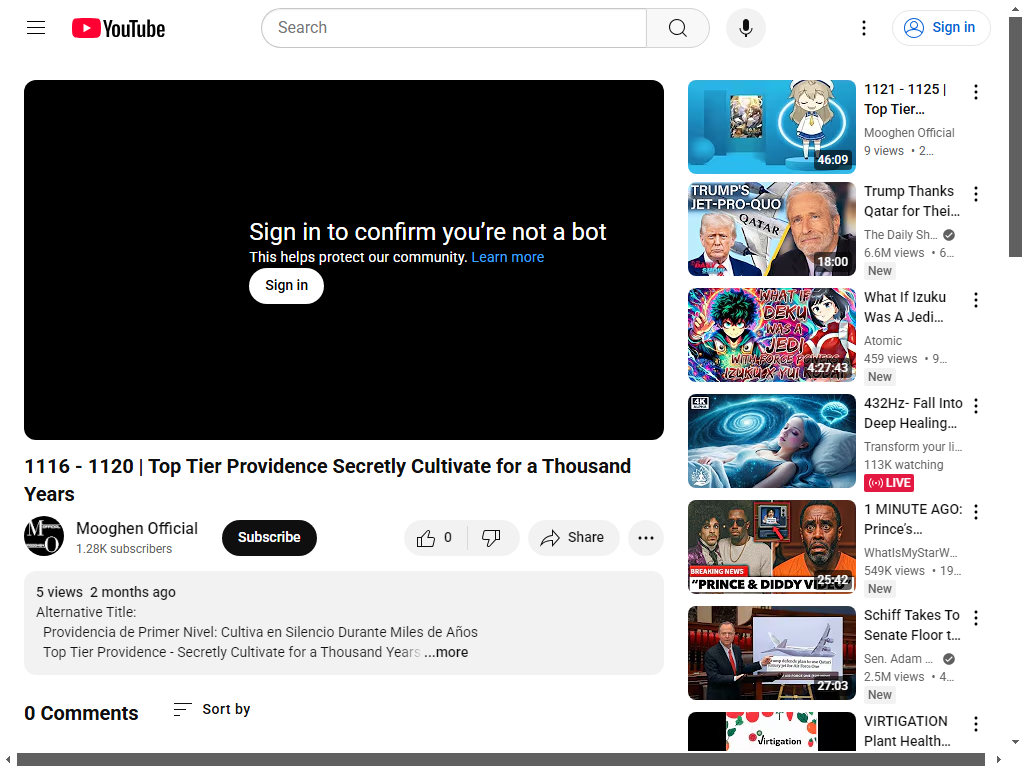 YouTube
Search
Sign in
Sign in to confirm you’re not a bot
This helps protect our community. Learn more
Sign in
1116 - 1120 | Top Tier Providence Secretly Cultivate for a Thousand
Years
Mooghen Official
1.28K subscribers
Subscribe
0
Share
5 views 2 months ago
Alternative Title:
Providencia de Primer Nivel: Cultiva en Silencio Durante Miles de Años
Top Tier Providence - Secretly Cultivate for a Thousand Years ...more
0 Comments
Sort by
46:09
1121 - 1125 |
Top Tier…
Mooghen Official
9 views • 2…
TRUMP'S
JET-PRO-QUO
QATAR
18:00
Trump Thanks
Qatar for Thei…
The Daily Sh…
6.6M views • 6…
New
WHAT IF
DEKU
WAS A
JEDI
WITH FORCE POWERS
IZUKU X YUI
4:27:43
What If Izuku
Was A Jedi…
Atomic
459 views • 9…
New
4K
432Hz- Fall Into
Deep Healing…
Transform your li…
113K watching
LIVE
BREAKING NEWS
“PRINCE & DIDDY VIDEO
25:42
1 MINUTE AGO:
Prince’s…
WhatIsMyStarW…
549K views • 19…
New
27:03
Schiff Takes To
Senate Floor t…
Sen. Adam …
2.5M views • 4…
New
Virtigation
VIRTIGATION
Plant Health…